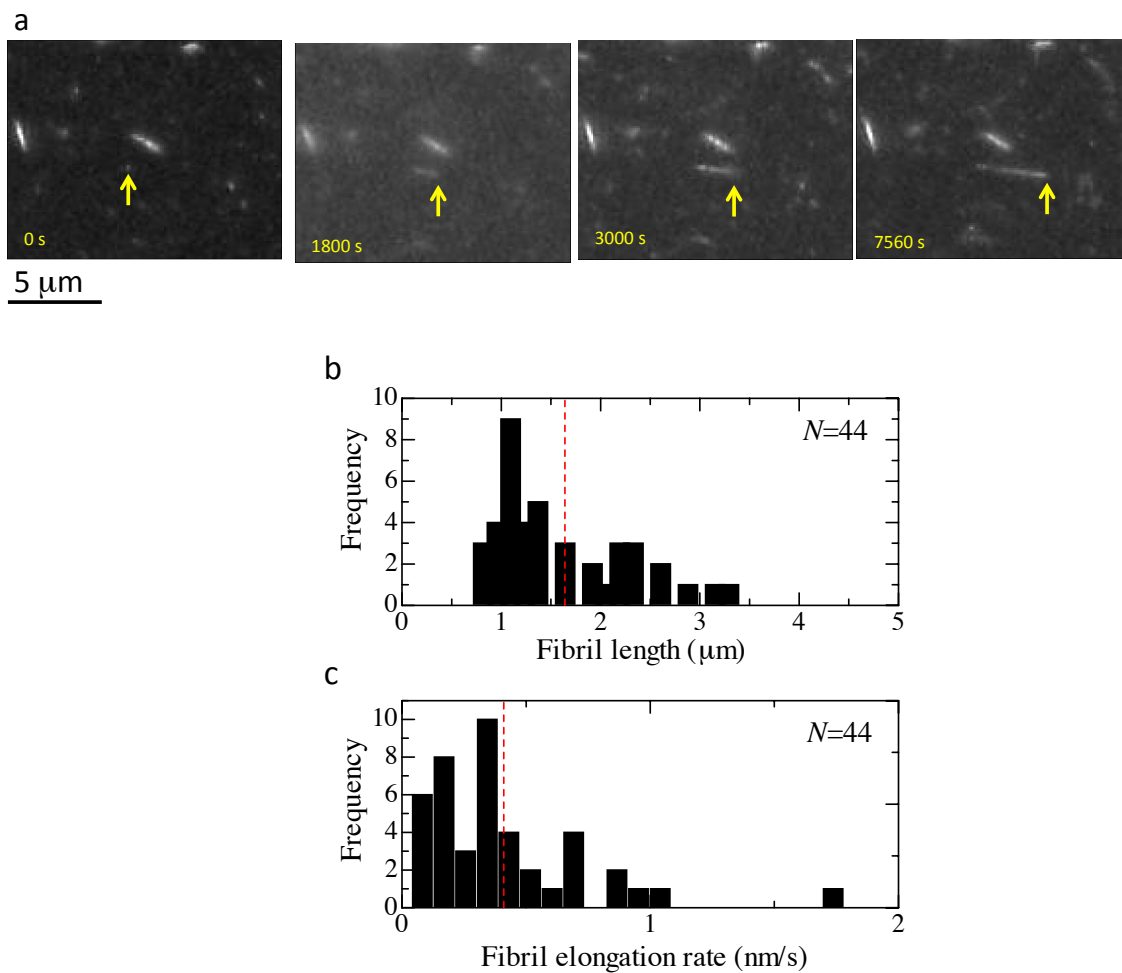 a
0 s
1800 s
3000 s
7560 s
5 μm
b
10
8
6
4
2
0
Frequency
N=44
0 1 2 3 4 5
Fibril length (μm)
c
10
8
6
4
2
0
Frequency
N=44
0 1 2
Fibril elongation rate (nm/s)